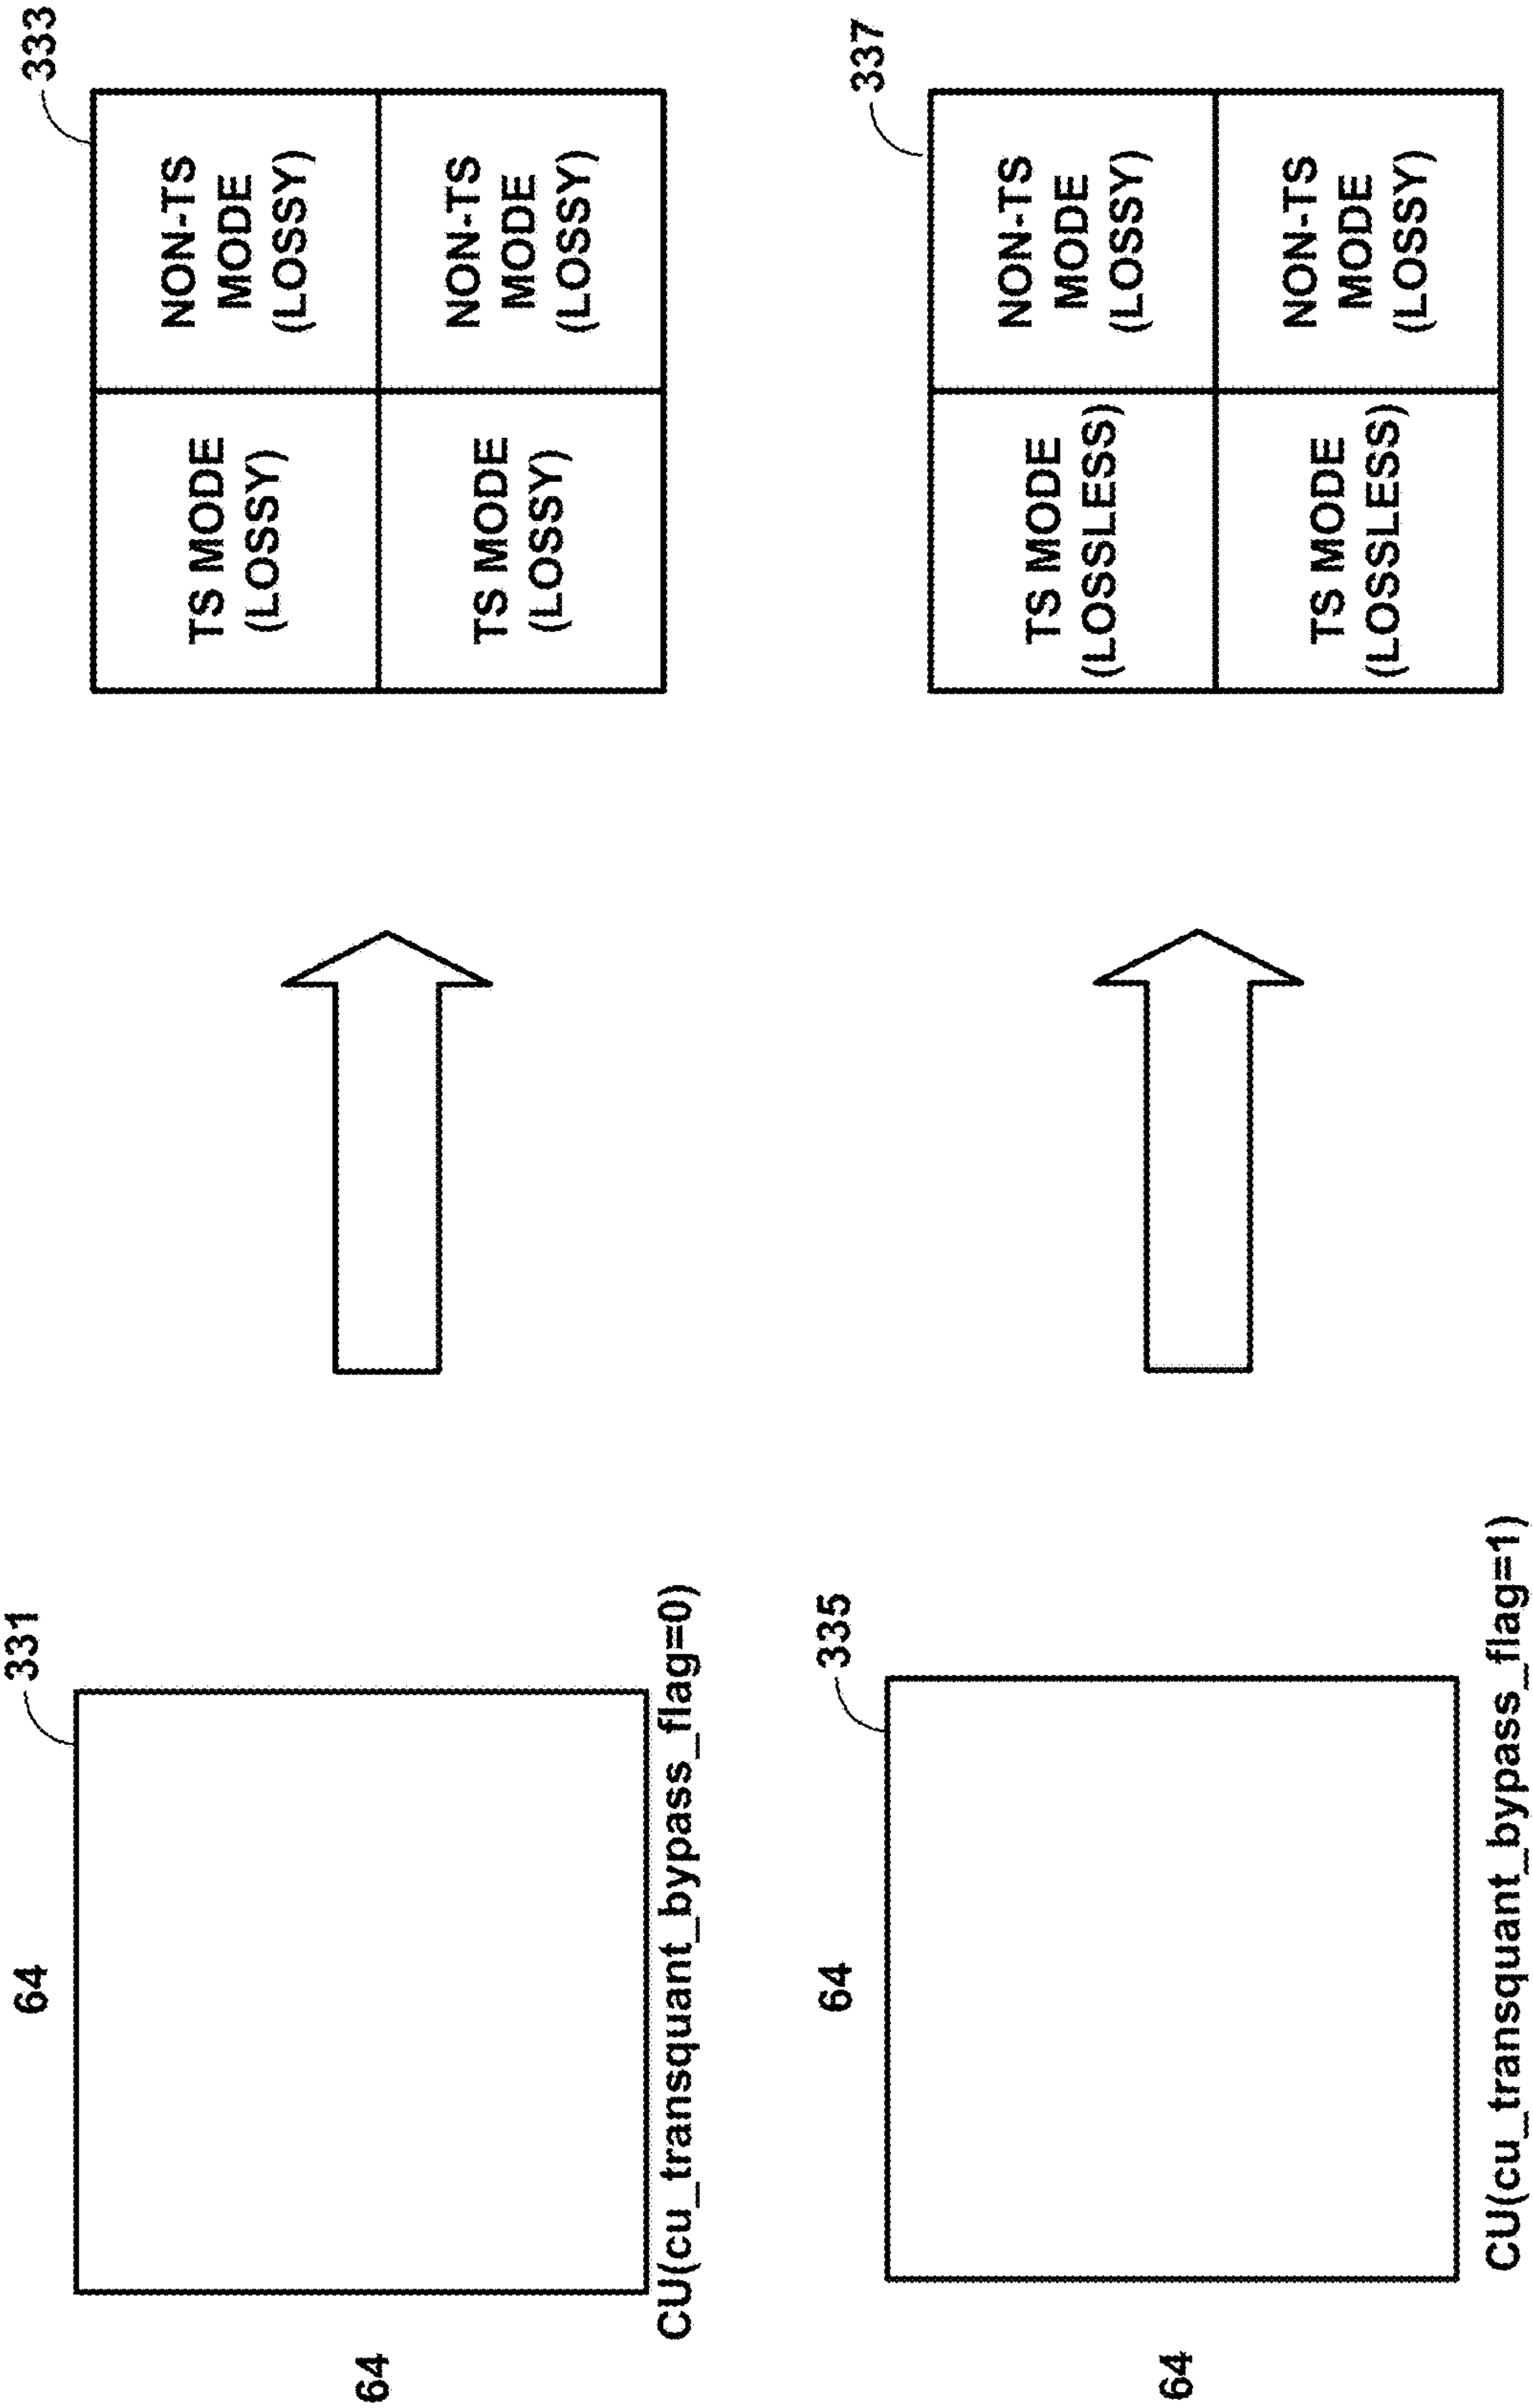 331
64
64
CU(cu_transquant_bypass_flag=0)
333
TS MODE
(LOSSY)
NON-TS
MODE
(LOSSY)
TS MODE
(LOSSY)
NON-TS
MODE
(LOSSY)
335
64
64
CU(cu_transquant_bypass_flag=1)
337
TS MODE
(LOSSLESS)
NON-TS
MODE
(LOSSY)
TS MODE
(LOSSLESS)
NON-TS
MODE
(LOSSY)